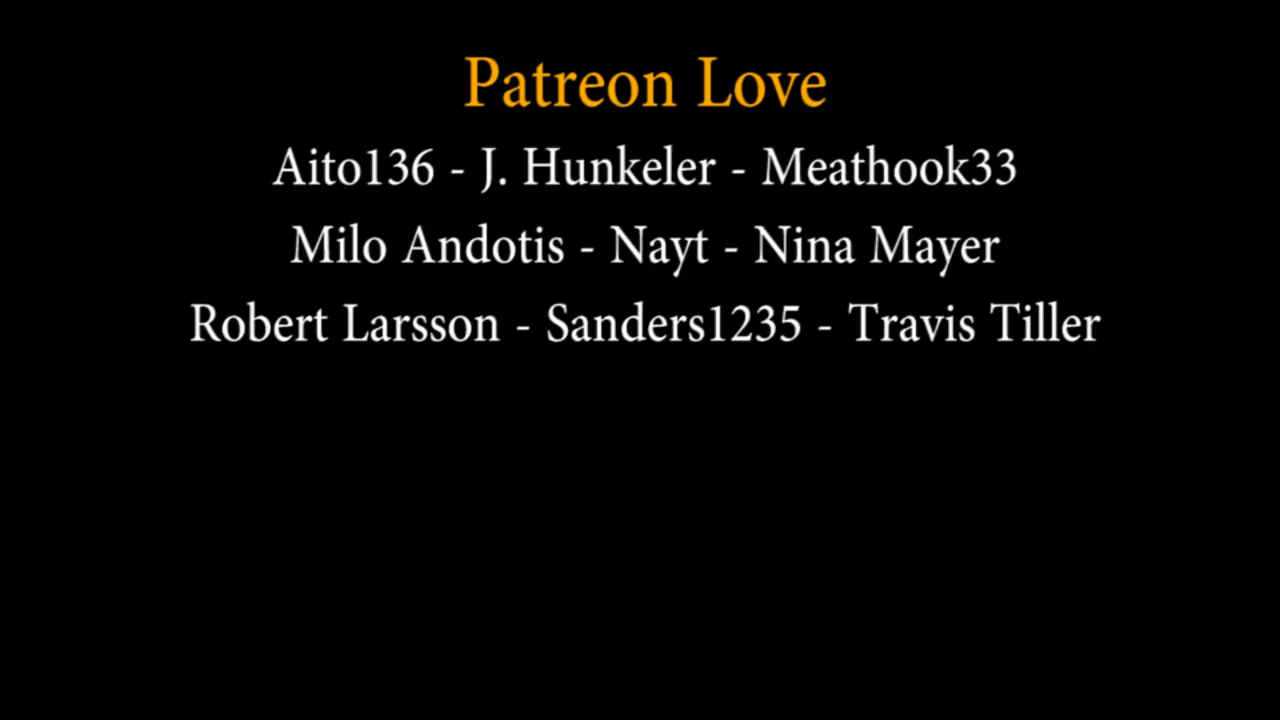 Patreon Love
Aito136 - J. Hunkeler - Meathook33
Milo Andotis - Nayt - Nina Mayer
Robert Larsson - Sanders1235 - Travis Tiller